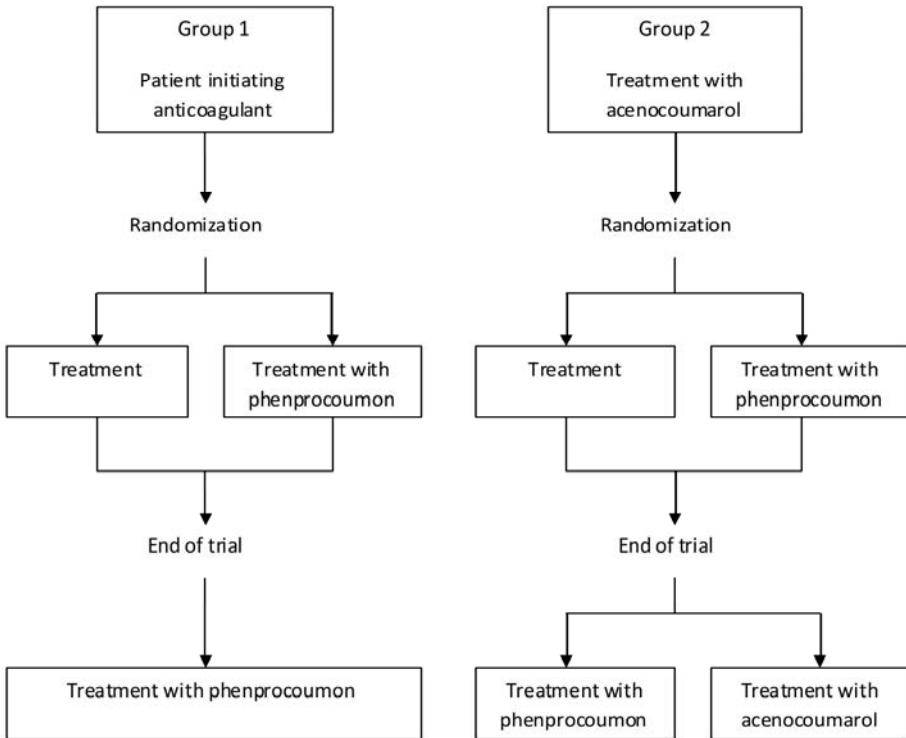 Group 1
Patient initiating
anticoagulant
Randomization
Treatment
Treatment with
phenprocoumon
End of trial
Treatment with phenprocoumon
Group 2
Treatment with
acenocoumarol
Randomization
Treatment
Treatment with
phenprocoumon
End of trial
Treatment with
phenprocoumon
Treatment with
acenocoumarol